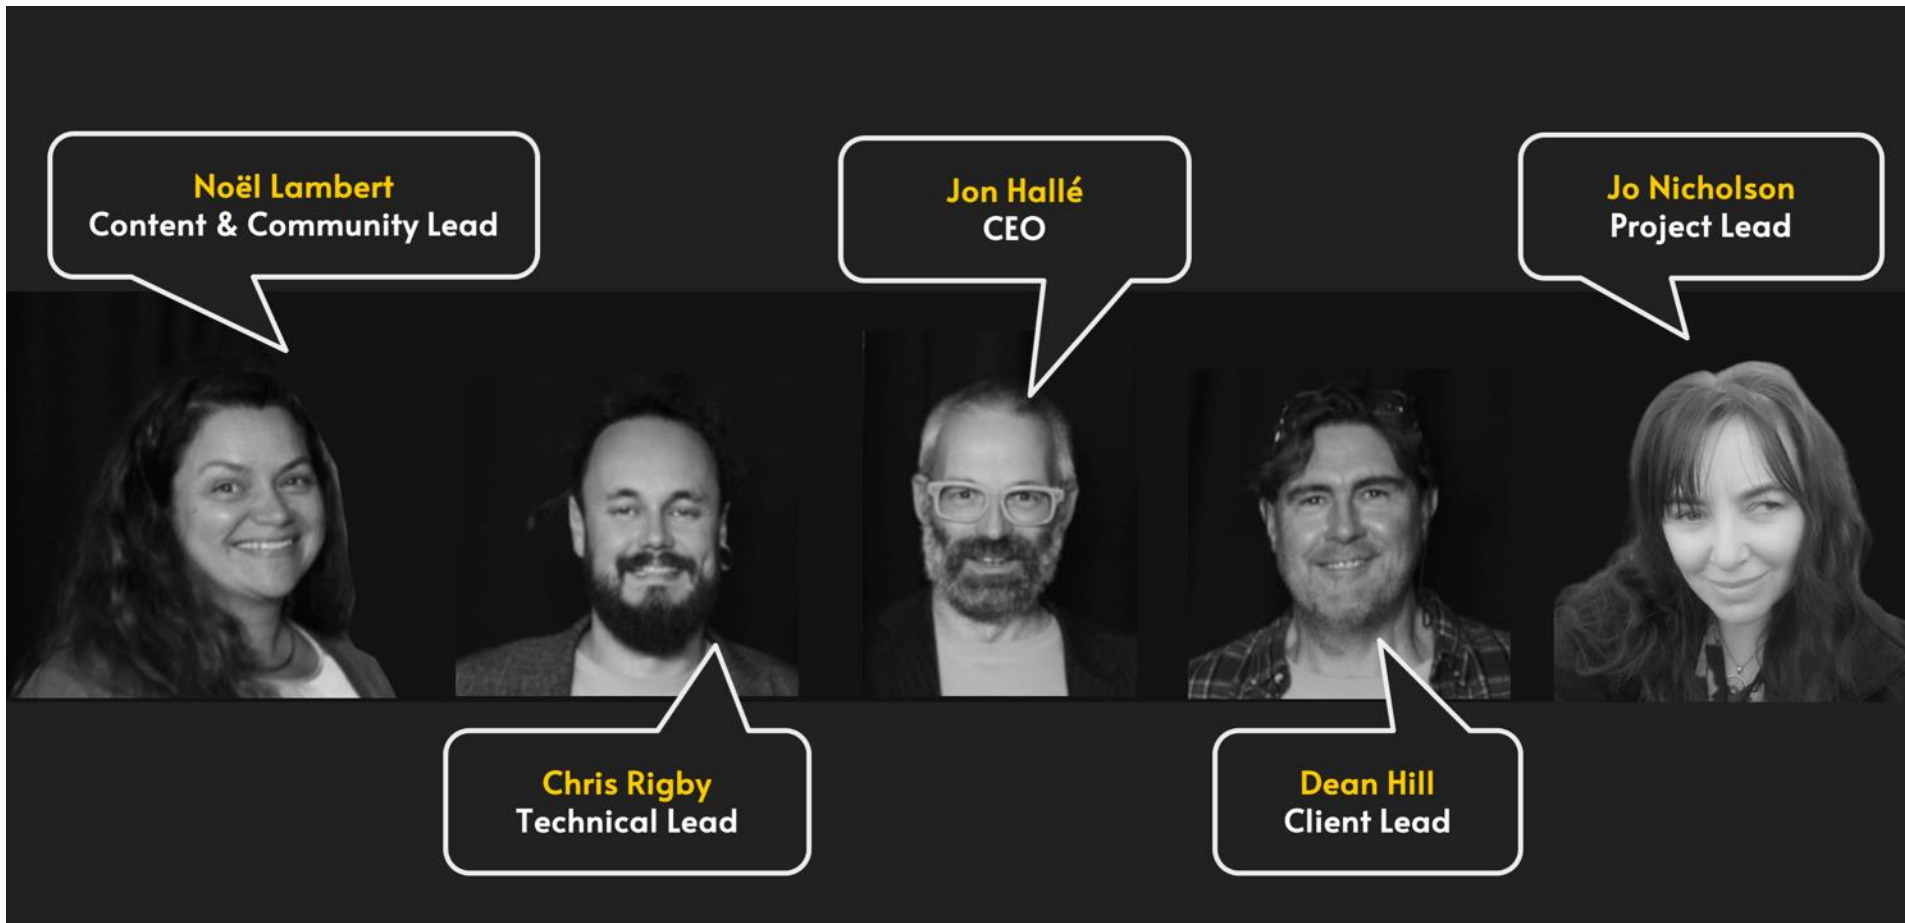 Noël Lambert
Content & Community Lead
Jon Hallé
CEO
Jo Nicholson
Project Lead
Chris Rigby
Technical Lead
Dean Hill
Client Lead